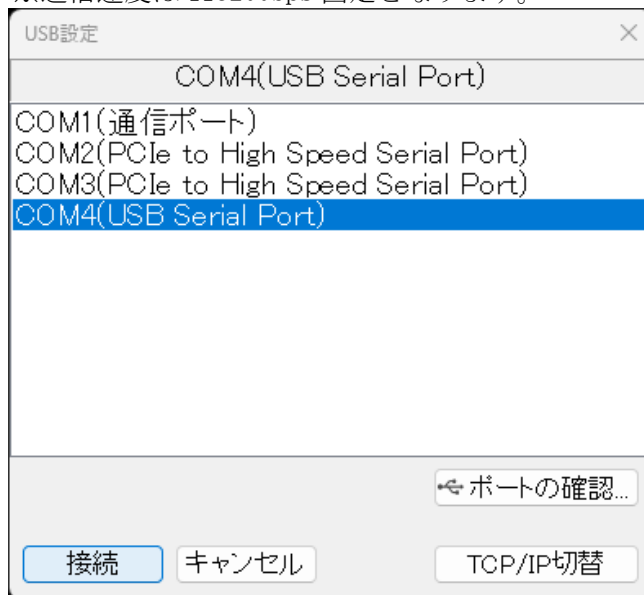 USB設定
COM4(USB Serial Port)
COM1(通信ポート)
COM2(PCIe to High Speed Serial Port)
COM3(PCIe to High Speed Serial Port)
COM4(USB Serial Port)
ポートの確認...
接続
キャンセル
TCP/IP切替